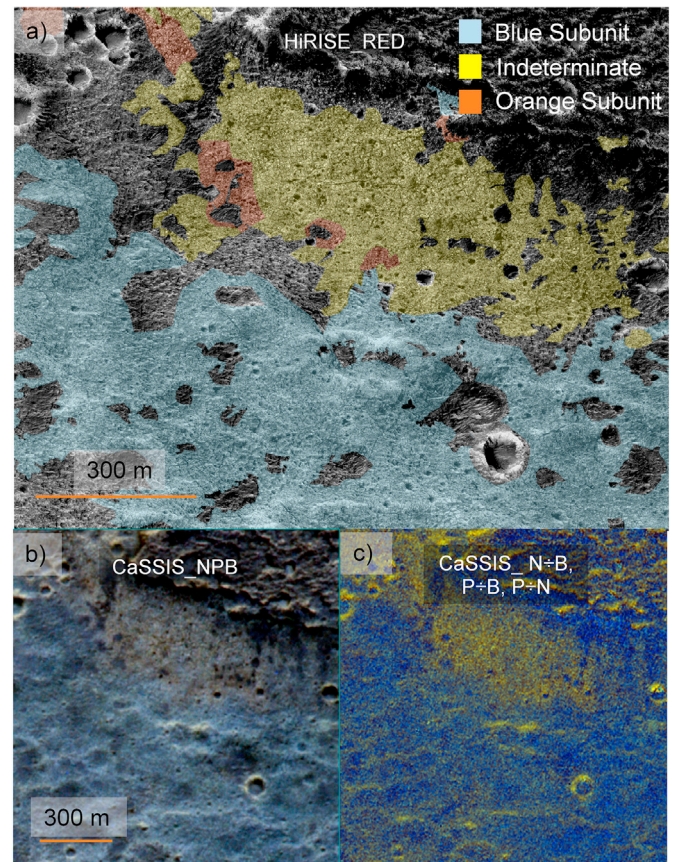 a)
HiRISE_RED
Blue Subunit
Indeterminate
Orange Subunit
300 m
b)
CaSSIS_NPB
300 m
c)
CaSSIS_ N÷B,
P÷B, P÷N